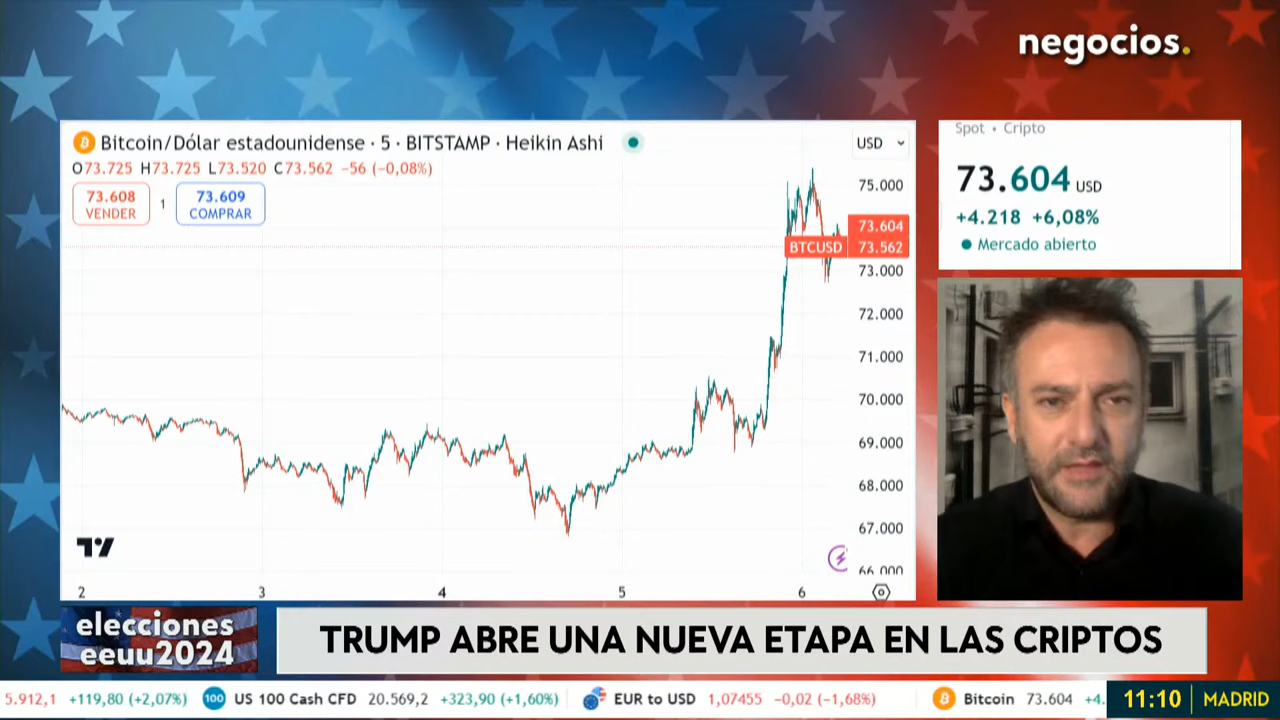 negocios.
Bitcoin/Dólar estadounidense · 5 · BITSTAMP · Heikin Ashi
USD
O73.725 H73.725 L73.520 C73.562 −56 (−0,08%)
73.608
VENDER
1
73.609
COMPRAR
75.000
73.604
BTCUSD 73.562
73.000
72.000
71.000
70.000
69.000
68.000
67.000
66.000
2 3 4 5 6
Spot • Cripto
73.604 USD
+4.218 +6,08%
Mercado abierto
elecciones
eeuu2024
TRUMP ABRE UNA NUEVA ETAPA EN LAS CRIPTOS
5.912,1 +119,80 (+2,07%) 100 US 100 Cash CFD 20.569,2 +323,90 (+1,60%) EUR to USD 1,07455 −0,02 (−1,68%) Bitcoin 73.604 +4. 11:10 MADRID